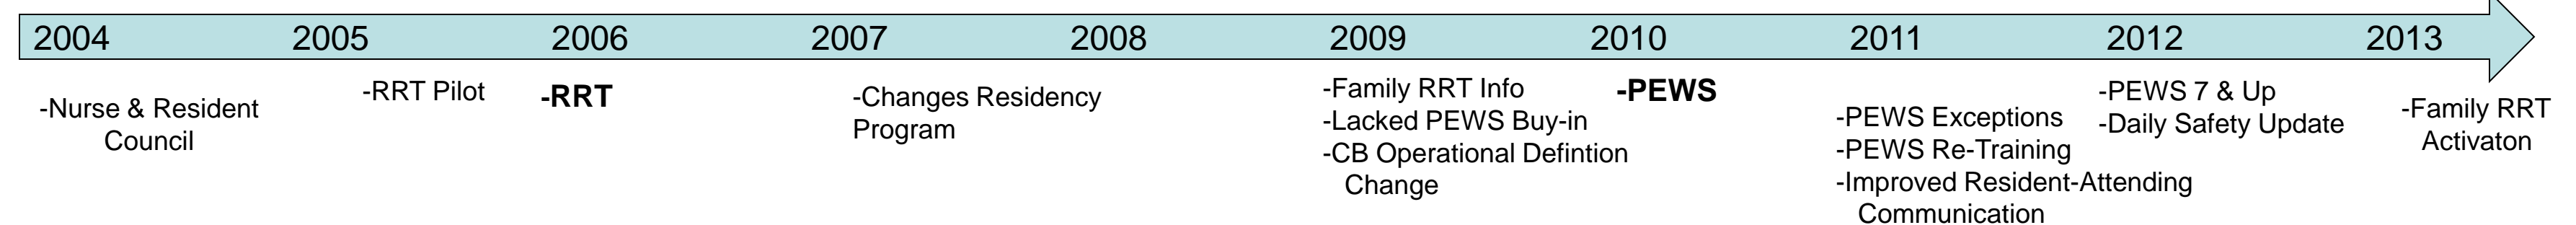 2004 2005 2006 2007 2008 2009 2010 2011 2012 2013
-Nurse & Resident
Council
-RRT Pilot
-RRT
-Changes Residency
Program
-Family RRT Info
-Lacked PEWS Buy-in
-CB Operational Defintion
Change
-PEWS
-PEWS Exceptions
-PEWS Re-Training
-Improved Resident-Attending
Communication
-PEWS 7 & Up
-Daily Safety Update
-Family RRT
Activaton